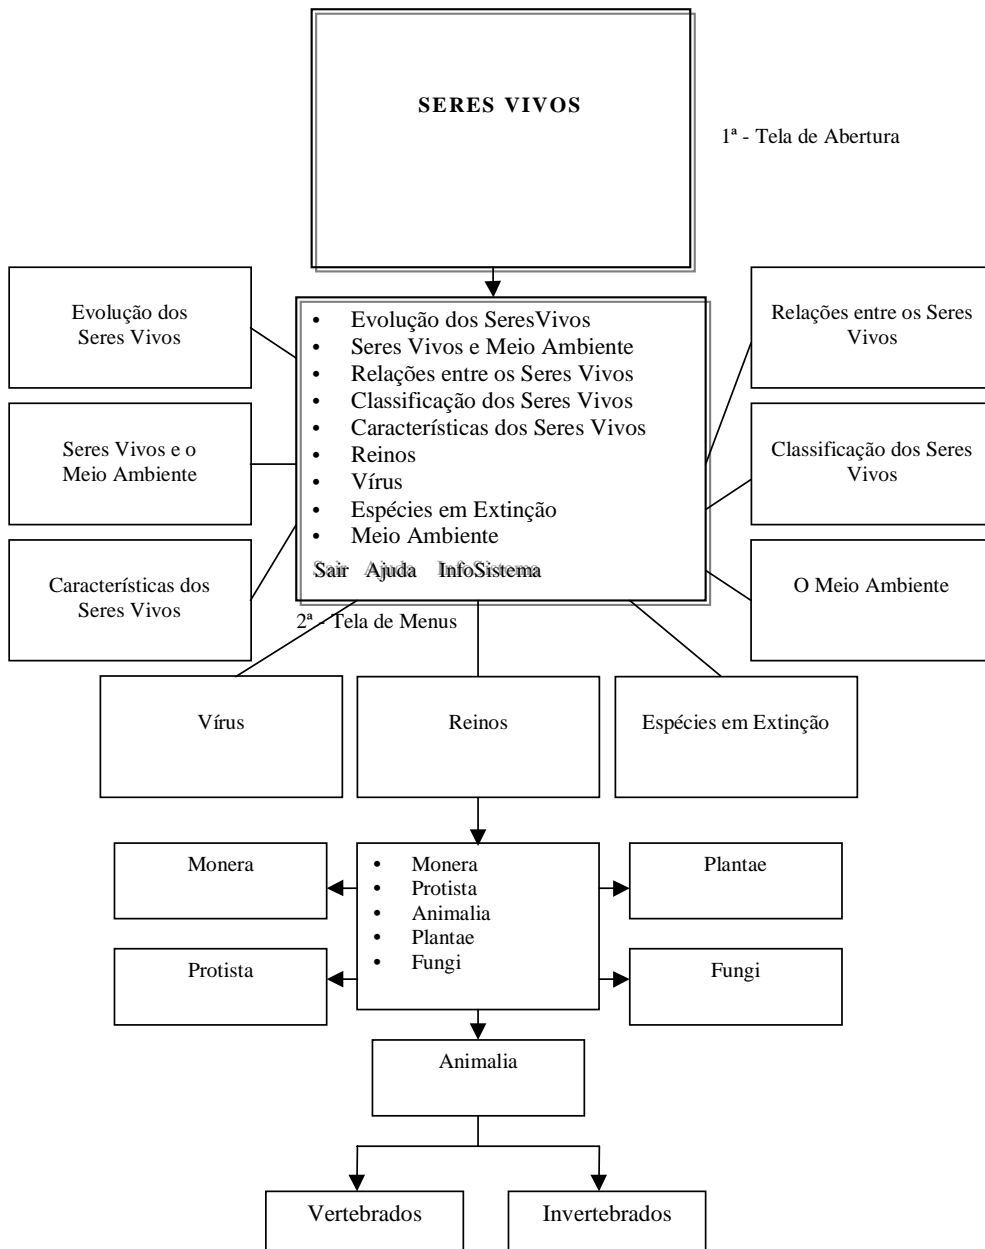 SERES VIVOS
1ª - Tela de Abertura
Evolução dos
Seres Vivos
Seres Vivos e o
Meio Ambiente
Características dos
Seres Vivos
• Evolução dos SeresVivos
• Seres Vivos e Meio Ambiente
• Relações entre os Seres Vivos
• Classificação dos Seres Vivos
• Características dos Seres Vivos
• Reinos
• Vírus
• Espécies em Extinção
• Meio Ambiente
Sair Ajuda InfoSistema
Relações entre os Seres
Vivos
Classificação dos Seres
Vivos
O Meio Ambiente
2ª - Tela de Menus
Vírus
Reinos
Espécies em Extinção
Monera
Protista
• Monera
• Protista
• Animalia
• Plantae
• Fungi
Plantae
Fungi
Animalia
Vertebrados
Invertebrados